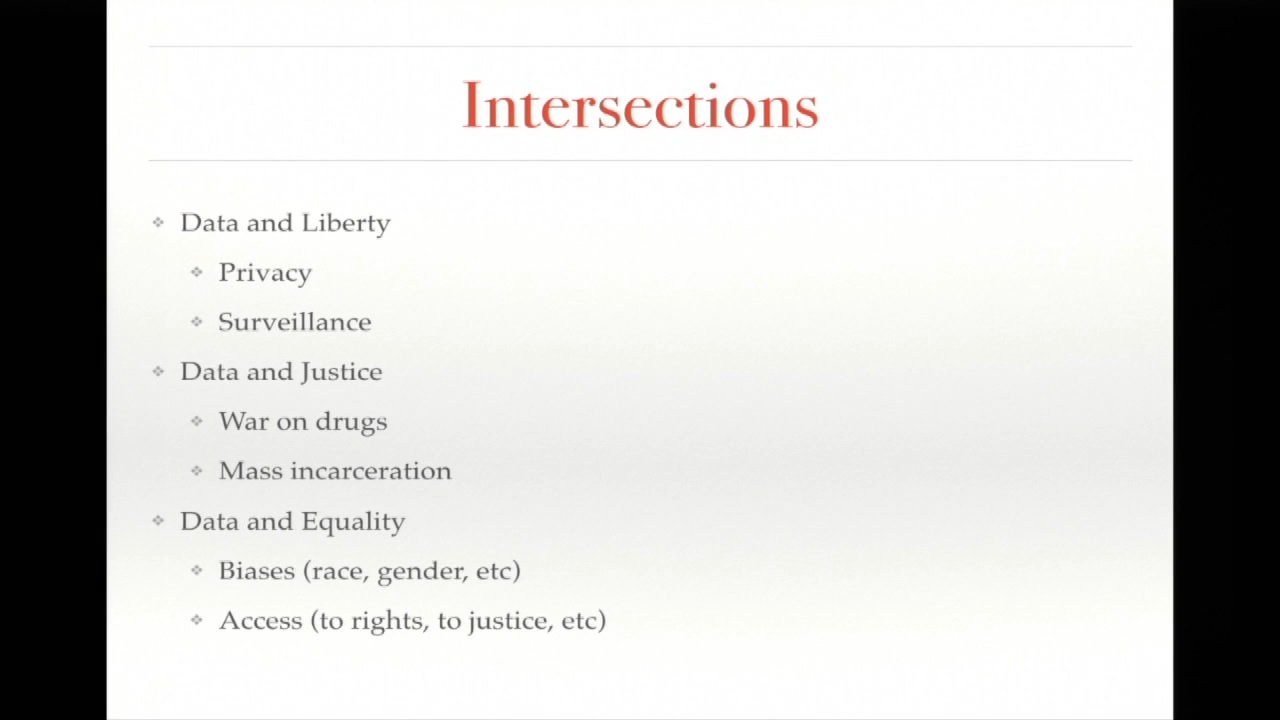 Intersections
Data and Liberty
Privacy
Surveillance
Data and Justice
War on drugs
Mass incarceration
Data and Equality
Biases (race, gender, etc)
Access (to rights, to justice, etc)